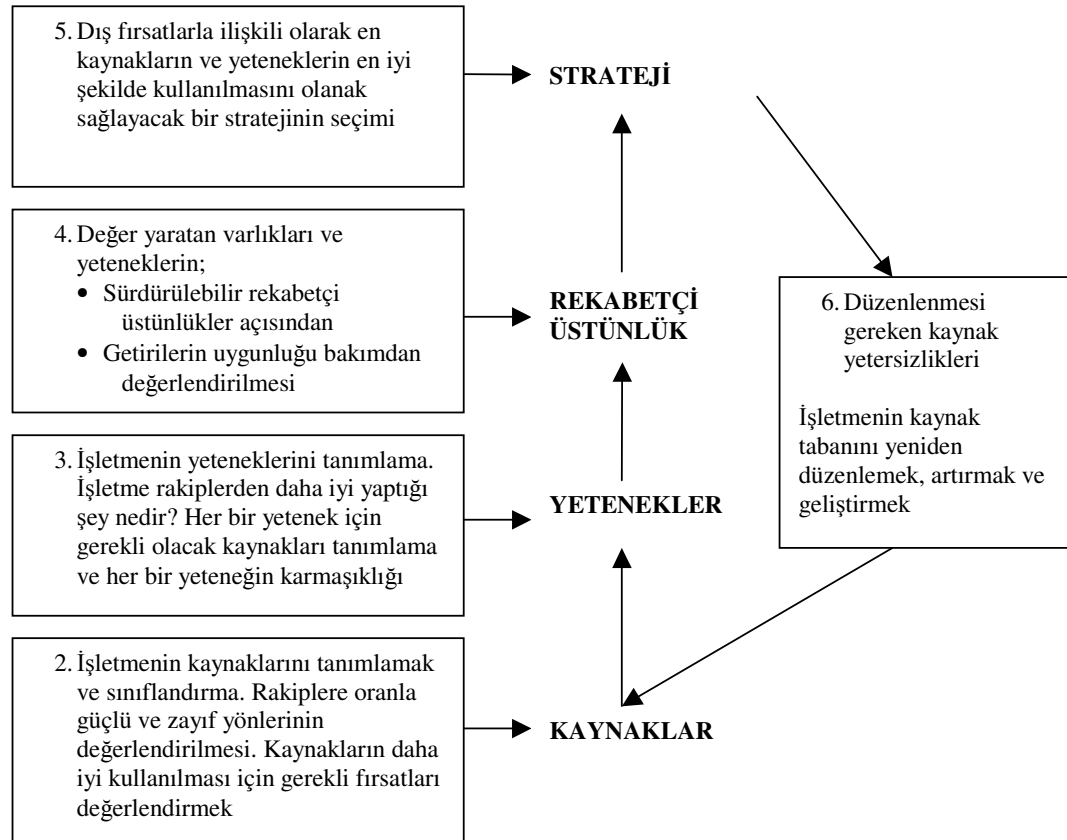 5. Dış fırsatlarla ilişkili olarak en
kaynakların ve yeteneklerin en iyi
şekilde kullanılmasını olanak
sağlayacak bir stratejinin seçimi
STRATEJİ
4. Değer yaratan varlıkları ve
yeteneklerin;
• Sürdürülebilir rekabetçi
üstünlükler açısından
• Getirilerin uygunluğu bakımdan
değerlendirilmesi
REKABETÇİ
ÜSTÜNLÜK
6. Düzenlenmesi
gereken kaynak
yetersizlikleri
İşletmenin kaynak
tabanını yeniden
düzenlemek, artırmak ve
geliştirmek
3. İşletmenin yeteneklerini tanımlama.
İşletme rakiplerden daha iyi yaptığı
şey nedir? Her bir yetenek için
gerekli olacak kaynakları tanımlama
ve her bir yeteneğin karmaşıklığı
YETENEKLER
2. İşletmenin kaynaklarını tanımlamak
ve sınıflandırma. Rakiplere oranla
güçlü ve zayıf yönlerinin
değerlendirilmesi. Kaynakların daha
iyi kullanılması için gerekli fırsatları
değerlendirmek
KAYNAKLAR